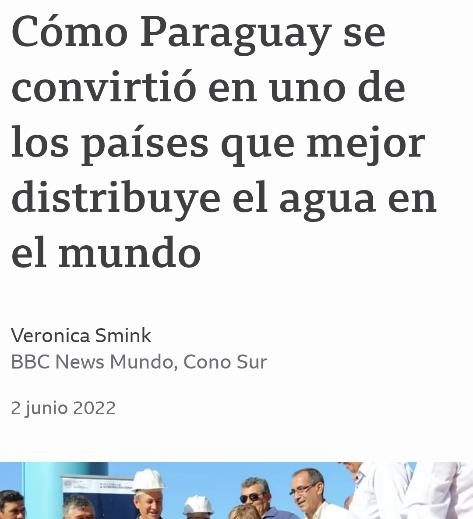 Cómo Paraguay se
convirtió en uno de
los países que mejor
distribuye el agua en
el mundo
Veronica Smink
BBC News Mundo, Cono Sur
2 junio 2022